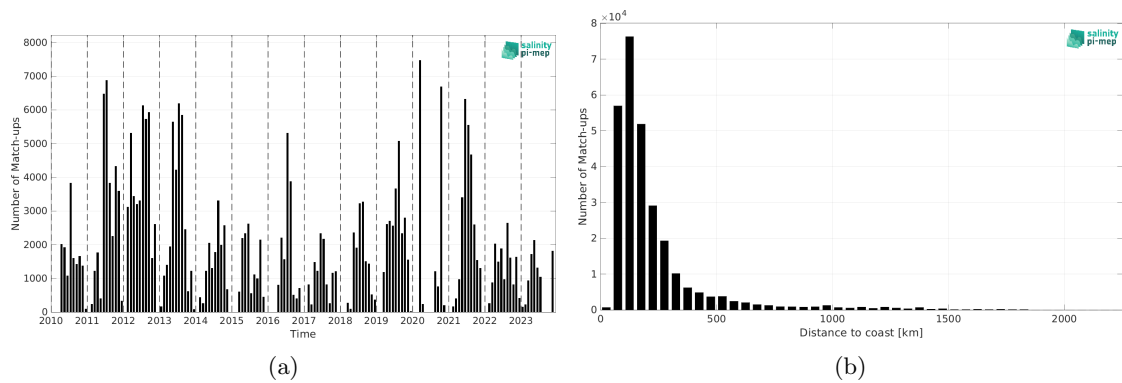 8000
7000
6000
5000
4000
3000
2000
1000
0
Number of Match-ups
2010 2011 2012 2013 2014 2015 2016 2017 2018 2019 2020 2021 2022 2023
Time
salinity
pi-mep
(a)
×10⁴
8
7
6
5
4
3
2
1
0
Number of Match-ups
0 500 1000 1500 2000
Distance to coast [km]
salinity
pi-mep
(b)